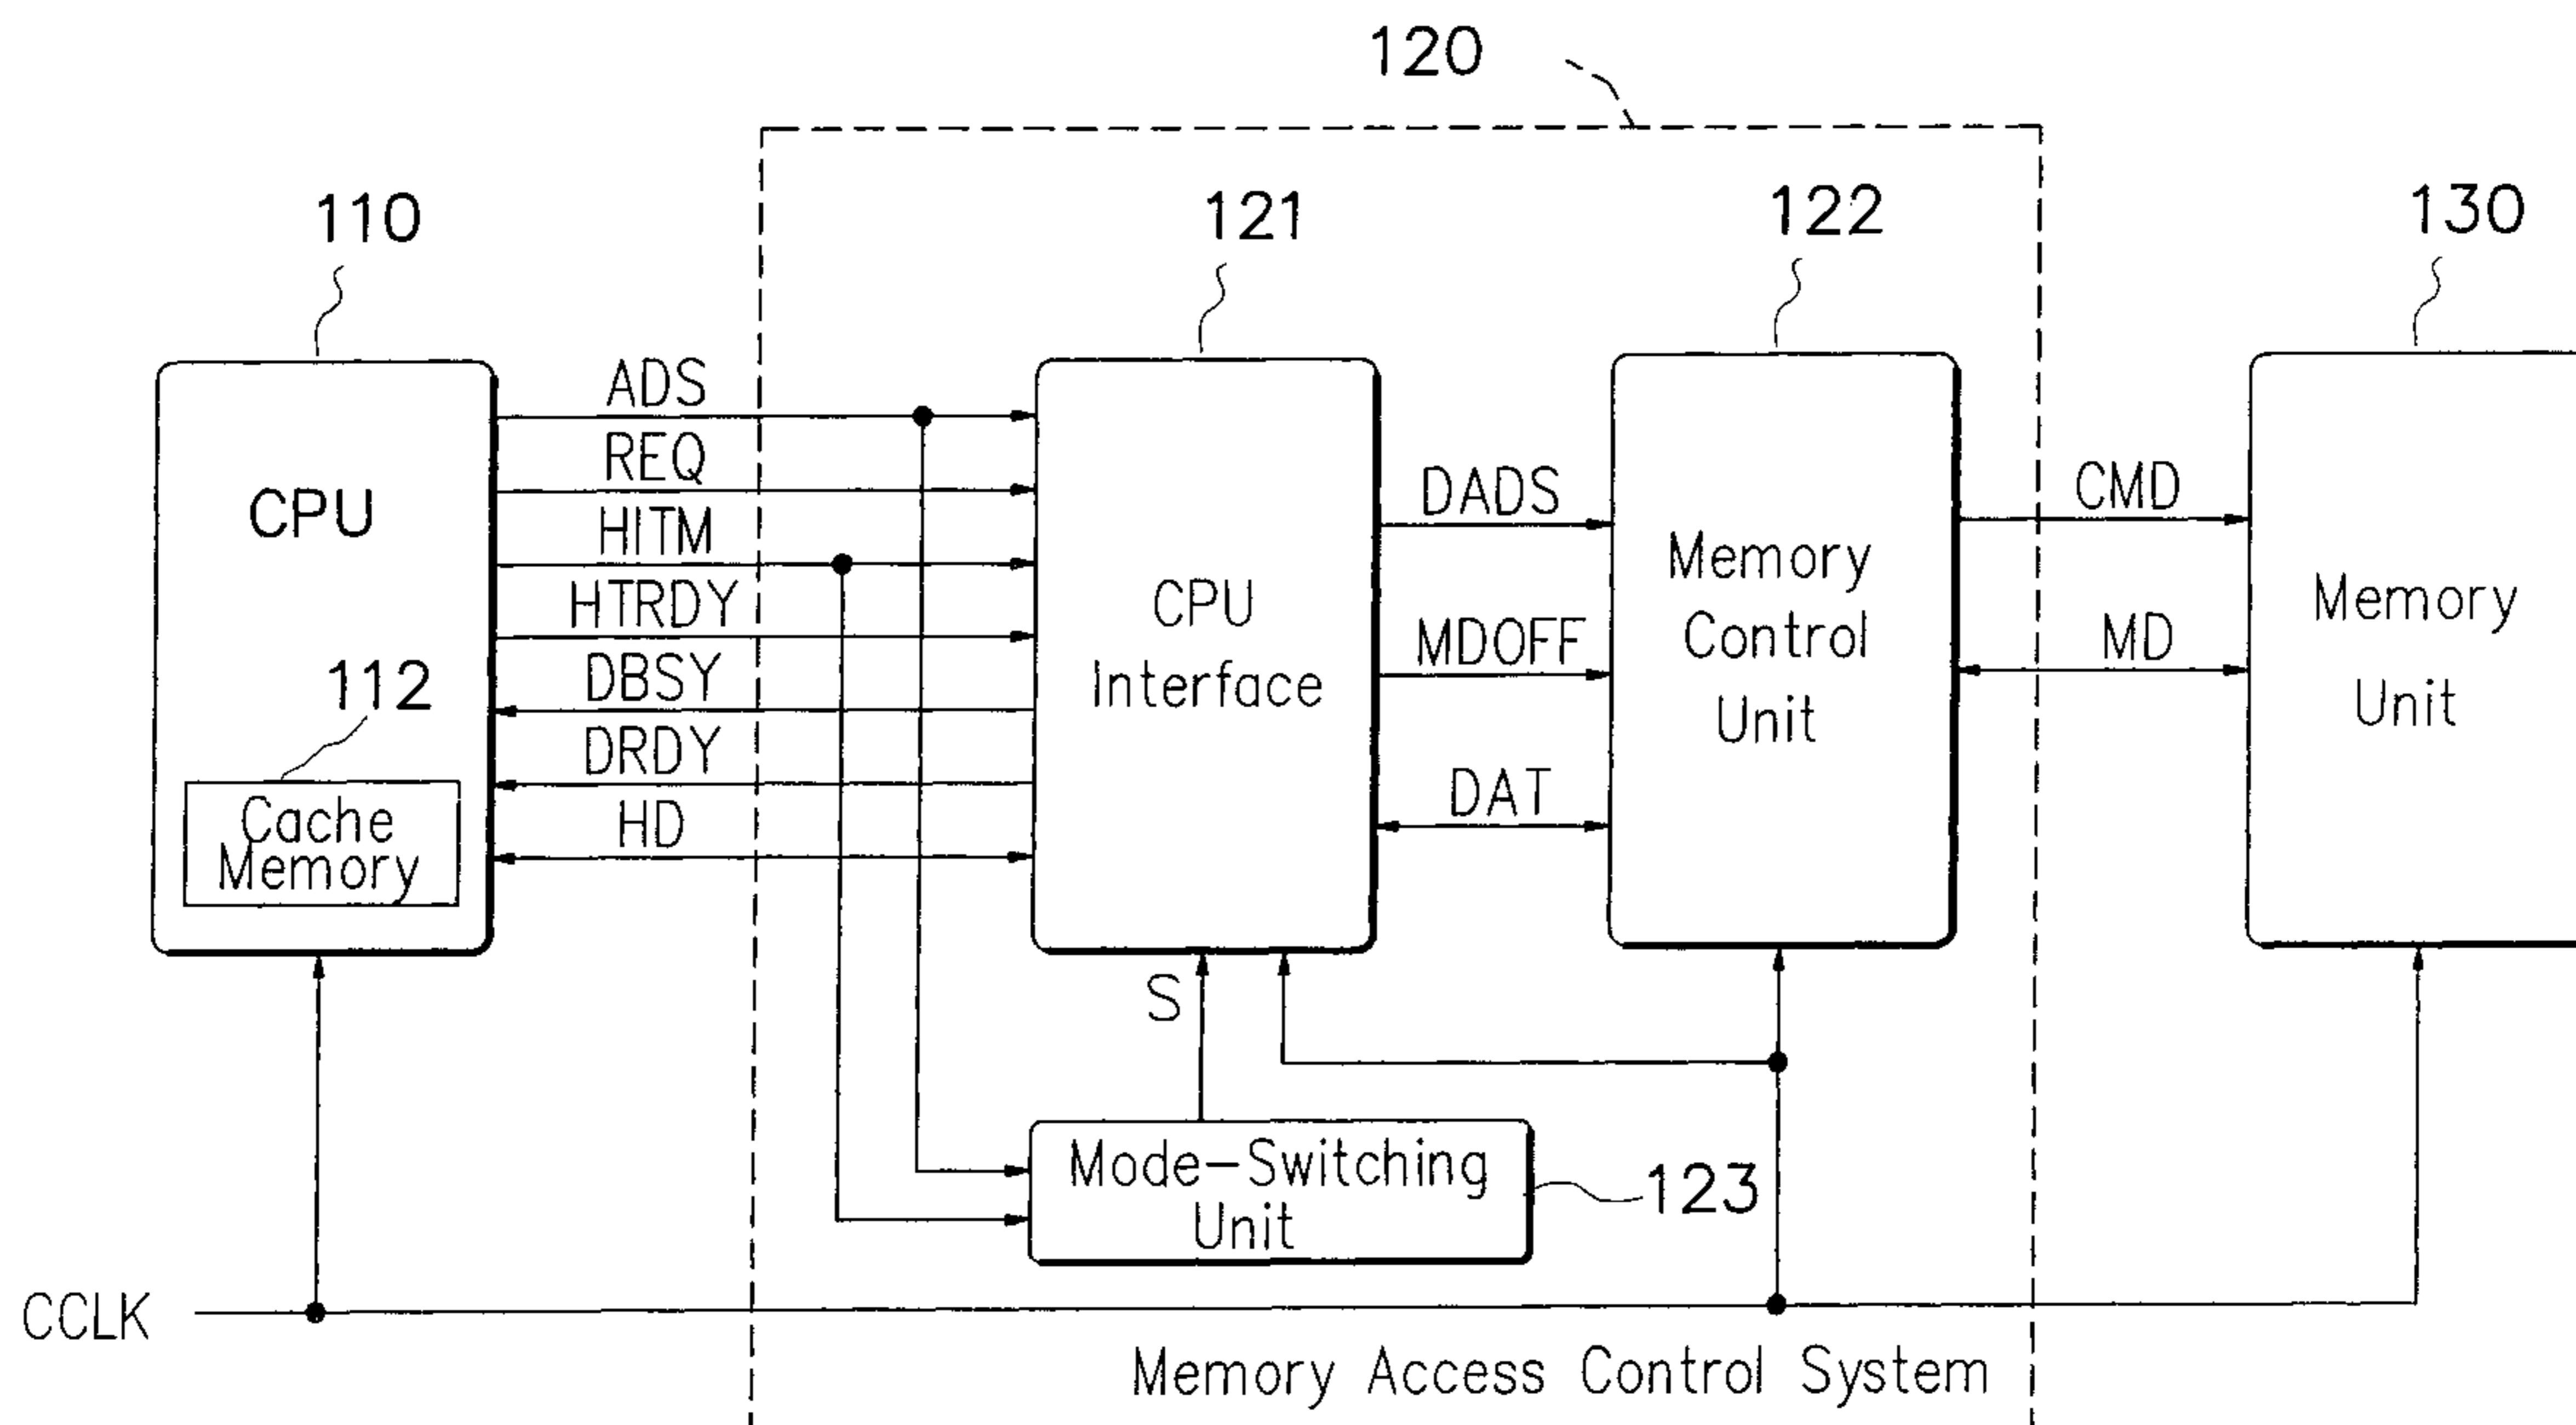 120
110
121
122
130
ADS
REQ
HITM
HTRDY
DBSY
DRDY
HD
CPU
112
Cache
Memory
CPU
Interface
DADS
MDOFF
DAT
Memory
Control
Unit
CMD
MD
Memory
Unit
S
Mode-Switching
Unit
123
CCLK
Memory Access Control System